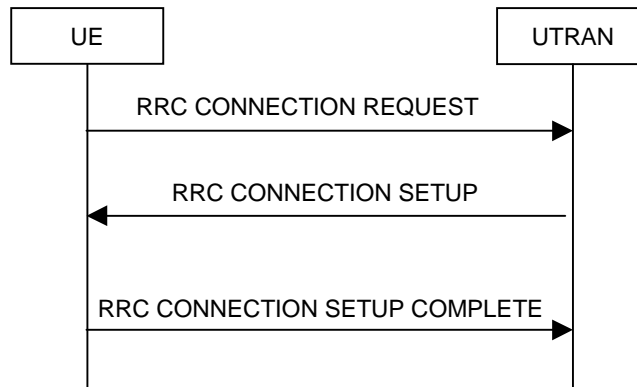 UE
UTRAN
RRC CONNECTION REQUEST
RRC CONNECTION SETUP
RRC CONNECTION SETUP COMPLETE